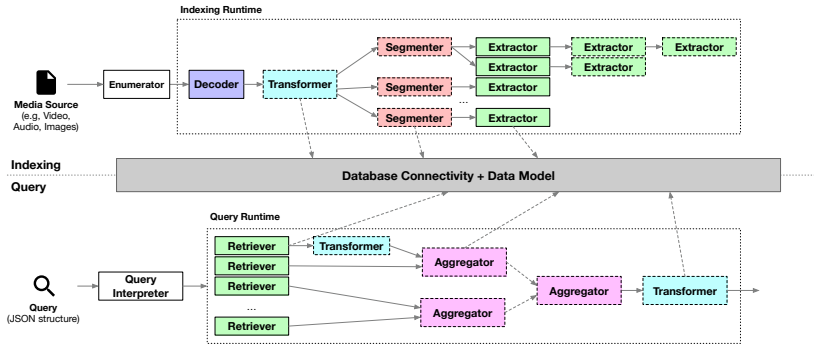 Indexing Runtime
Segmenter
Extractor
Extractor
Extractor
Extractor
Extractor
Enumerator
Decoder
Transformer
Segmenter
Extractor
...
Segmenter
Extractor
Media Source
(e.g, Video,
Audio, Images)
Indexing
Query
Database Connectivity + Data Model
Query Runtime
Retriever
Transformer
Retriever
Aggregator
Retriever
Query
Interpreter
Aggregator
Transformer
...
Aggregator
Retriever
Query
(JSON structure)